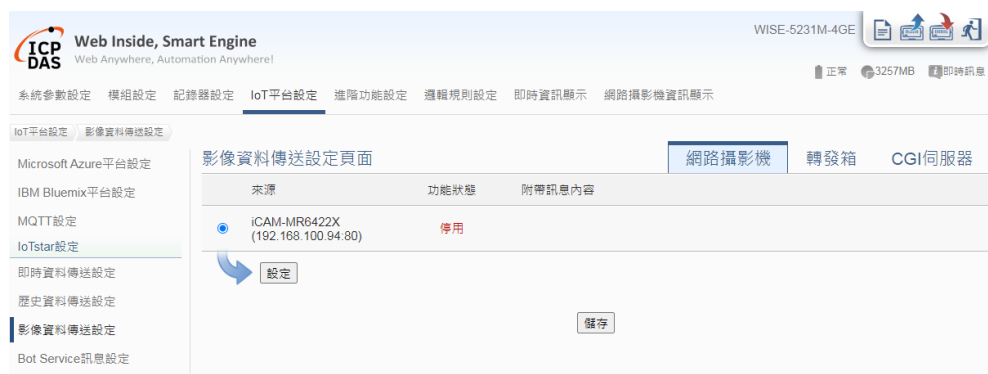 ICP DAS
Web Inside, Smart Engine
Web Anywhere, Automation Anywhere!
WISE-5231M-4GE
正常 3257MB 即時訊息
系統參數設定 模組設定 記錄器設定 IoT平台設定 進階功能設定 邏輯規則設定 即時資訊顯示 網路攝影機資訊顯示
IoT平台設定 影像資料傳送設定
Microsoft Azure平台設定
IBM Bluemix平台設定
MQTT設定
IoTstar設定
即時資料傳送設定
歷史資料傳送設定
影像資料傳送設定
Bot Service訊息設定
影像資料傳送設定頁面
網路攝影機 轉發箱 CGI伺服器
來源 功能狀態 附帶訊息內容
iCAM-MR6422X
(192.168.100.94:80)
停用
設定
儲存